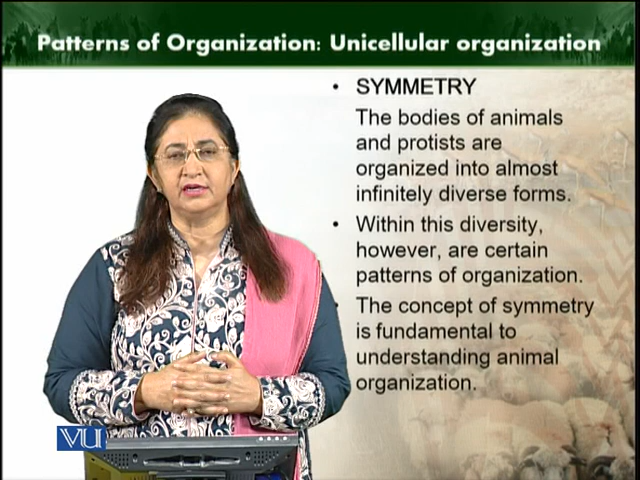 Patterns of Organization: Unicellular organization
• SYMMETRY
The bodies of animals
and protists are
organized into almost
infinitely diverse forms.
• Within this diversity,
however, are certain
patterns of organization.
• The concept of symmetry
is fundamental to
understanding animal
organization.
VU